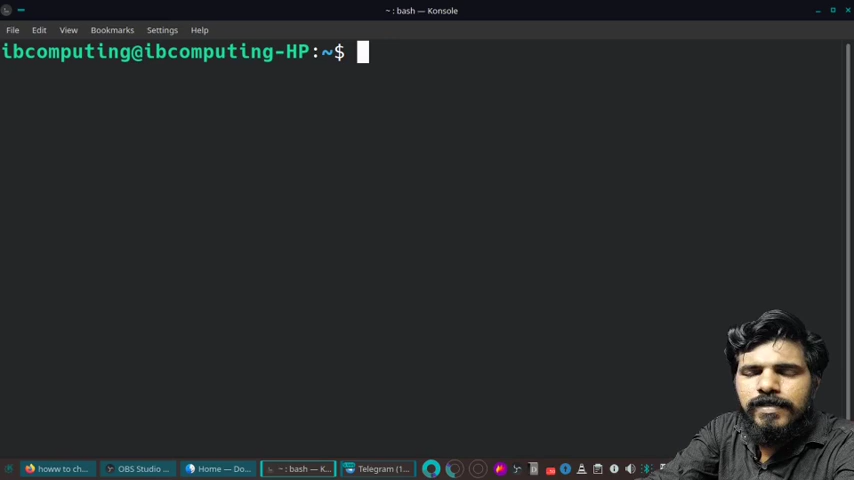 ~ : bash — Konsole
File Edit View Bookmarks Settings Help
ibcomputing@ibcomputing-HP:~$
howw to ch... OBS Studio ... Home — Do... ~ : bash — K... Telegram (1...